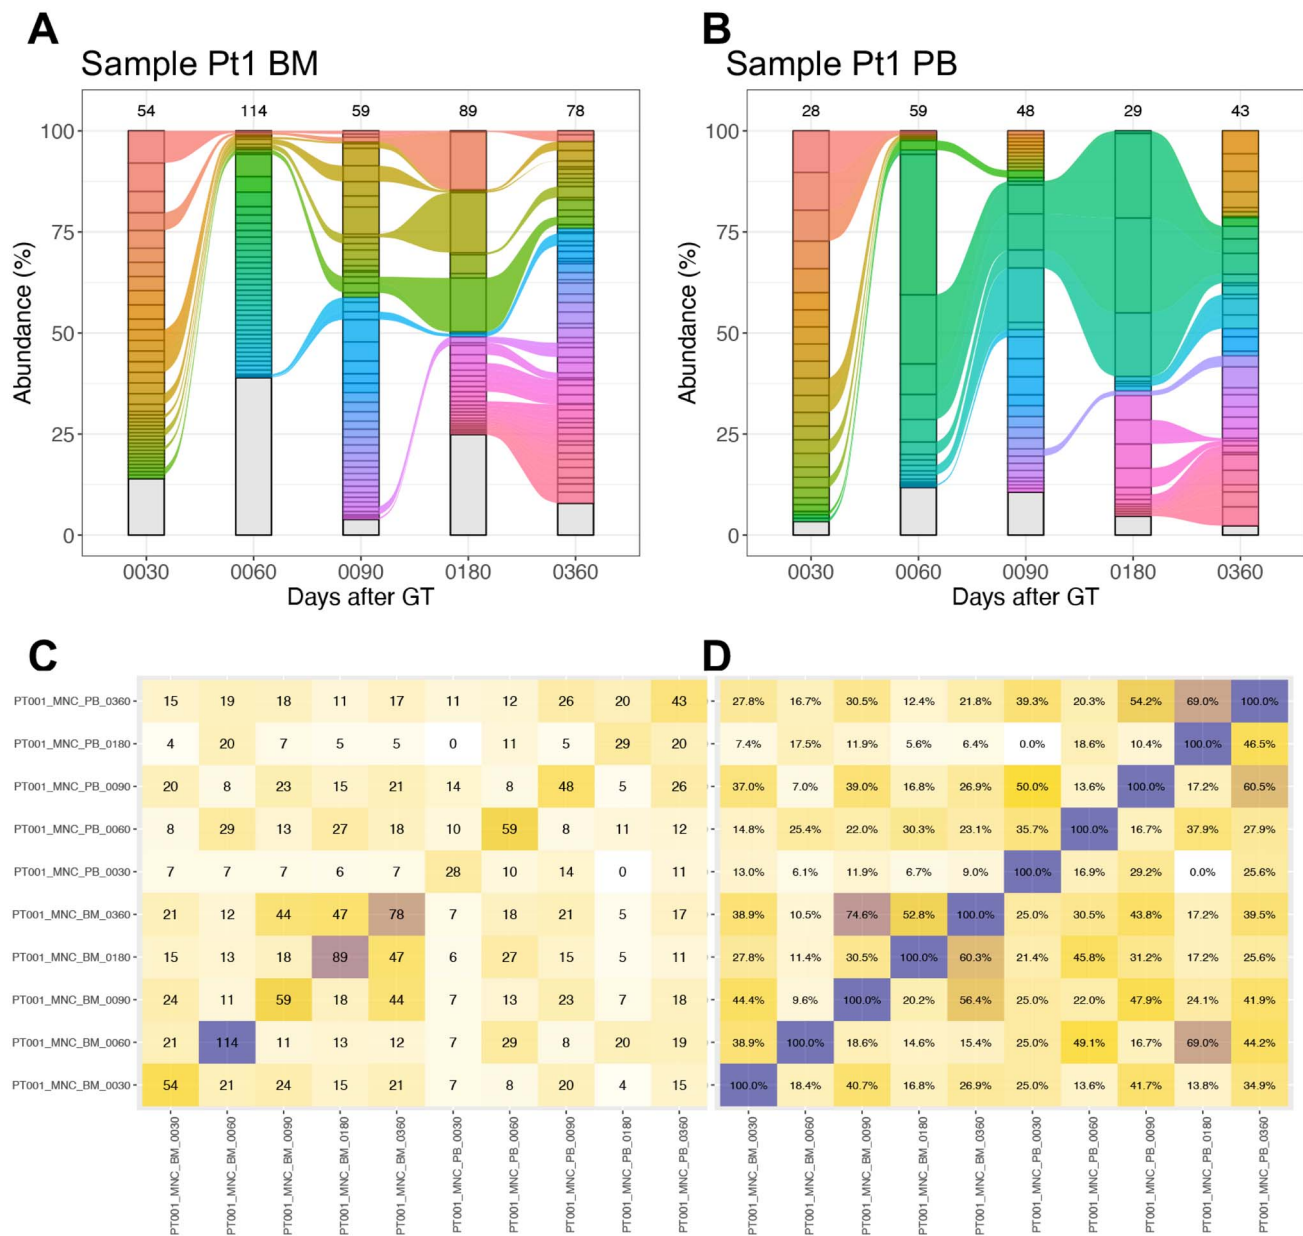 A
Sample Pt1 BM
54 114 59 89 78
100
75
50
25
0
Abundance (%)
0030 0060 0090 0180 0360
Days after GT
B
Sample Pt1 PB
28 59 48 29 43
100
75
50
25
0
Abundance (%)
0030 0060 0090 0180 0360
Days after GT
C
PT001_MNC_PB_0360 15 19 18 11 17 11 12 26 20 43
PT001_MNC_PB_0180 4 20 7 5 5 0 11 5 29 20
PT001_MNC_PB_0090 20 8 23 15 21 14 8 48 5 26
PT001_MNC_PB_0060 8 29 13 27 18 10 59 8 11 12
PT001_MNC_PB_0030 7 7 7 6 7 28 10 14 0 11
PT001_MNC_BM_0360 21 12 44 47 78 7 18 21 5 17
PT001_MNC_BM_0180 15 13 18 89 47 6 27 15 5 11
PT001_MNC_BM_0090 24 11 59 18 44 7 13 23 7 18
PT001_MNC_BM_0060 21 114 11 13 12 7 29 8 20 19
PT001_MNC_BM_0030 54 21 24 15 21 7 8 20 4 15
PT001_MNC_BM_0030
PT001_MNC_BM_0060
PT001_MNC_BM_0090
PT001_MNC_BM_0180
PT001_MNC_BM_0360
PT001_MNC_PB_0030
PT001_MNC_PB_0060
PT001_MNC_PB_0090
PT001_MNC_PB_0180
PT001_MNC_PB_0360
D
27.8% 16.7% 30.5% 12.4% 21.8% 39.3% 20.3% 54.2% 69.0% 100.0%
7.4% 17.5% 11.9% 5.6% 6.4% 0.0% 18.6% 10.4% 100.0% 46.5%
37.0% 7.0% 39.0% 16.8% 26.9% 50.0% 13.6% 100.0% 17.2% 60.5%
14.8% 25.4% 22.0% 30.3% 23.1% 35.7% 100.0% 16.7% 37.9% 27.9%
13.0% 6.1% 11.9% 6.7% 9.0% 100.0% 16.9% 29.2% 0.0% 25.6%
38.9% 10.5% 74.6% 52.8% 100.0% 25.0% 30.5% 43.8% 17.2% 39.5%
27.8% 11.4% 30.5% 100.0% 60.3% 21.4% 45.8% 31.2% 17.2% 25.6%
44.4% 9.6% 100.0% 20.2% 56.4% 25.0% 22.0% 47.9% 24.1% 41.9%
38.9% 100.0% 18.6% 14.6% 15.4% 25.0% 49.1% 16.7% 69.0% 44.2%
100.0% 18.4% 40.7% 16.8% 26.9% 25.0% 13.6% 41.7% 13.8% 34.9%
PT001_MNC_BM_0030
PT001_MNC_BM_0060
PT001_MNC_BM_0090
PT001_MNC_BM_0180
PT001_MNC_BM_0360
PT001_MNC_PB_0030
PT001_MNC_PB_0060
PT001_MNC_PB_0090
PT001_MNC_PB_0180
PT001_MNC_PB_0360